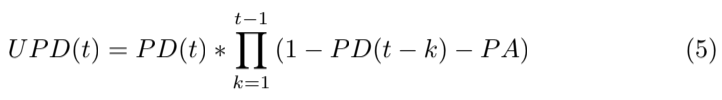 UPD(t) = PD(t) * ∏_{k=1}^{t−1} (1 − PD(t − k) − PA) (5)